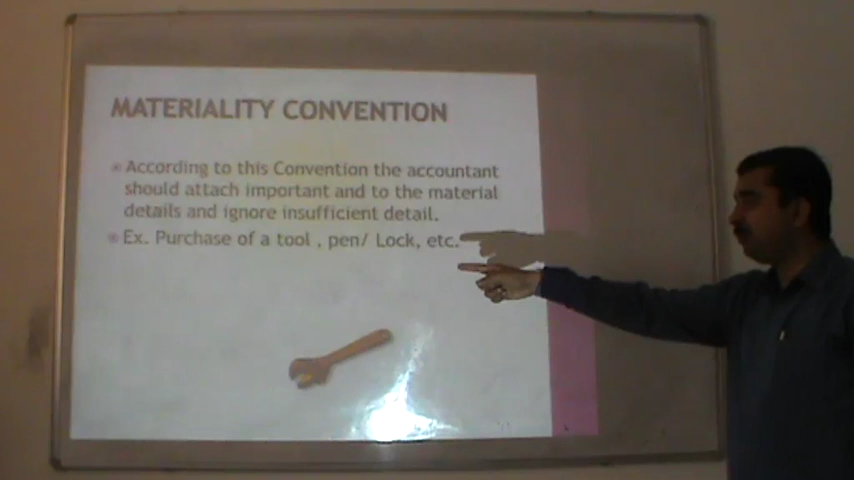 MATERIALITY CONVENTION
According to this Convention the accountant
should attach important and to the material
details and ignore insufficient detail.
Ex. Purchase of a tool , pen/ Lock, etc.